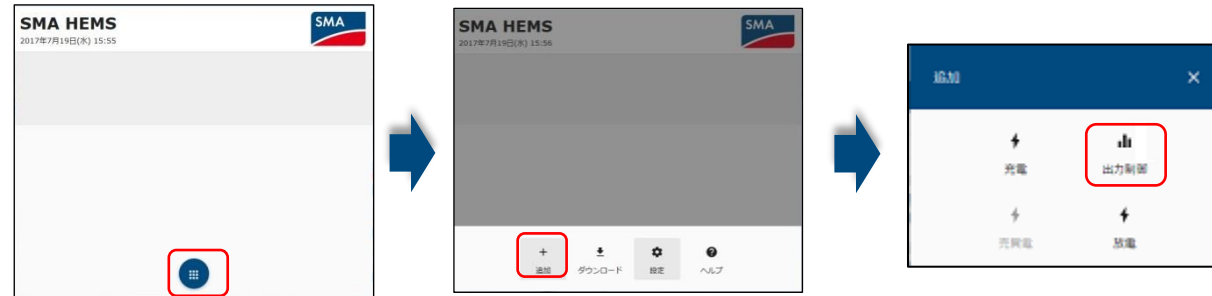 SMA HEMS
2017年7月19日(水) 15:55
SMA
SMA HEMS
2017年7月19日(水) 15:56
SMA
追加
ダウンロード
設定
ヘルプ
追加
充電
出力制御
売買電
放電